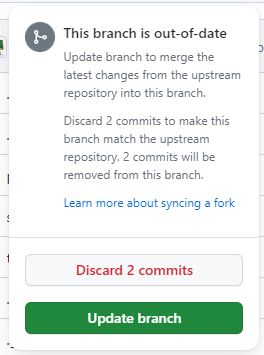 This branch is out-of-date
Update branch to merge the
latest changes from the upstream
repository into this branch.
Discard 2 commits to make this
branch match the upstream
repository. 2 commits will be
removed from this branch.
Learn more about syncing a fork
Discard 2 commits
Update branch